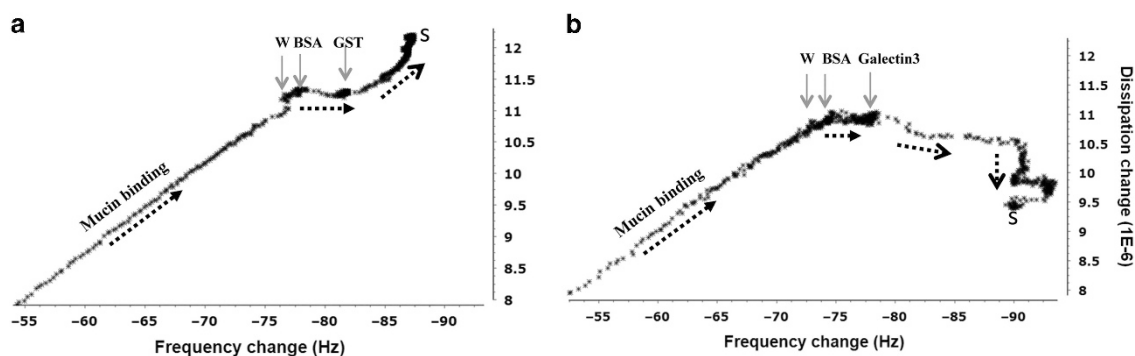 a
W BSA GST
S
Mucin binding
12
11.5
11
10.5
10
9.5
9
8.5
8
−55 −60 −65 −70 −75 −80 −85 −90
Frequency change (Hz)
b
W BSA Galectin3
S
Mucin binding
12
11.5
11
10.5
10
9.5
9
8.5
8
Dissipation change (1E-6)
−55 −60 −65 −70 −75 −80 −85 −90
Frequency change (Hz)